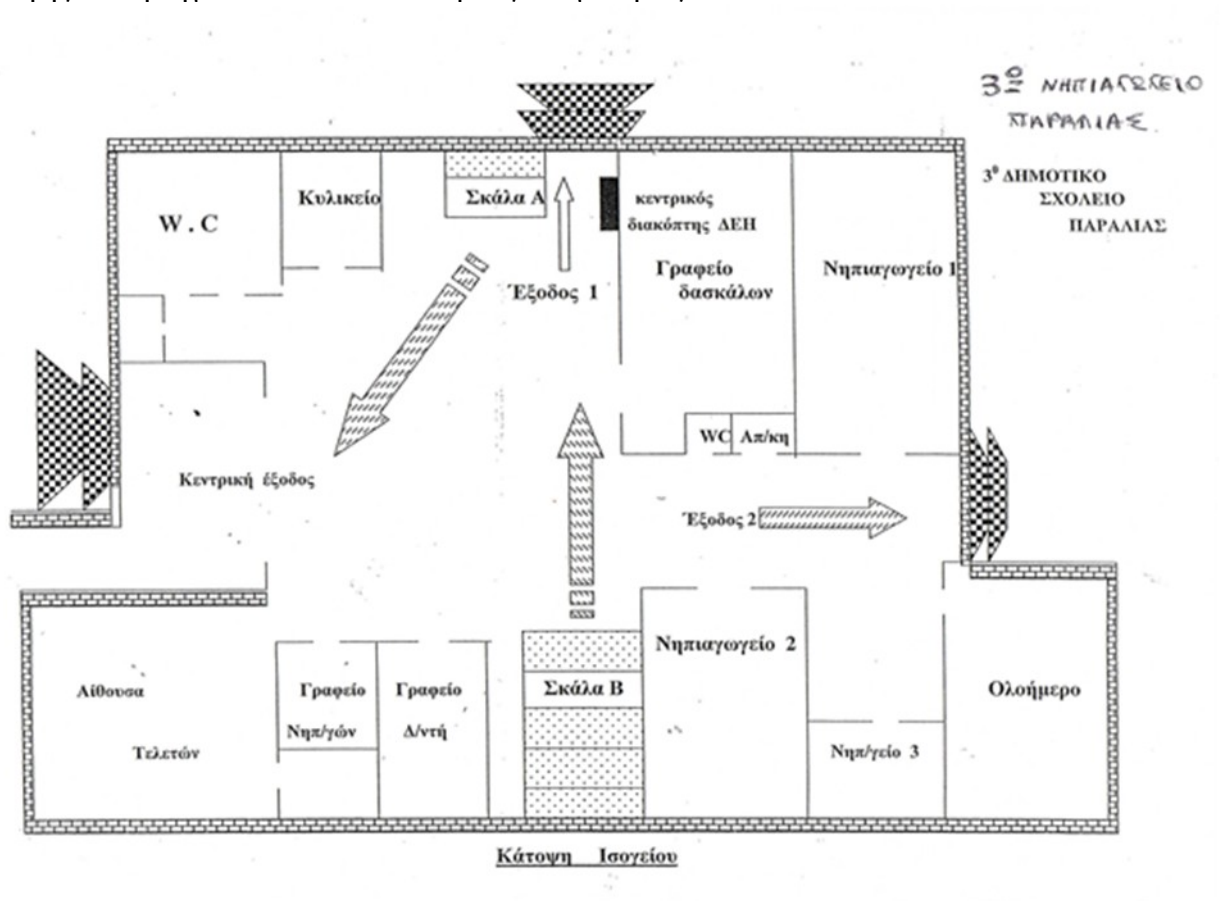 3º ΝΗΠΙΑΓΩΓΕΙΟ
ΠΑΡΑΛΙΑΣ
3º ΔΗΜΟΤΙΚΟ
ΣΧΟΛΕΙΟ
ΠΑΡΑΛΙΑΣ
W . C
Κυλικείο
Σκάλα Α
κεντρικός
διακόπτης ΔΕΗ
Γραφείο
δασκάλων
Νηπιαγωγείο 1
Έξοδος 1
WC
Απ/κη
Κεντρική έξοδος
Έξοδος 2
Νηπιαγωγείο 2
Αίθουσα
Τελετών
Γραφείο
Νηπ/γών
Γραφείο
Δ/ντή
Σκάλα Β
Ολοήμερο
Νηπ/γείο 3
Κάτοψη Ισογείου